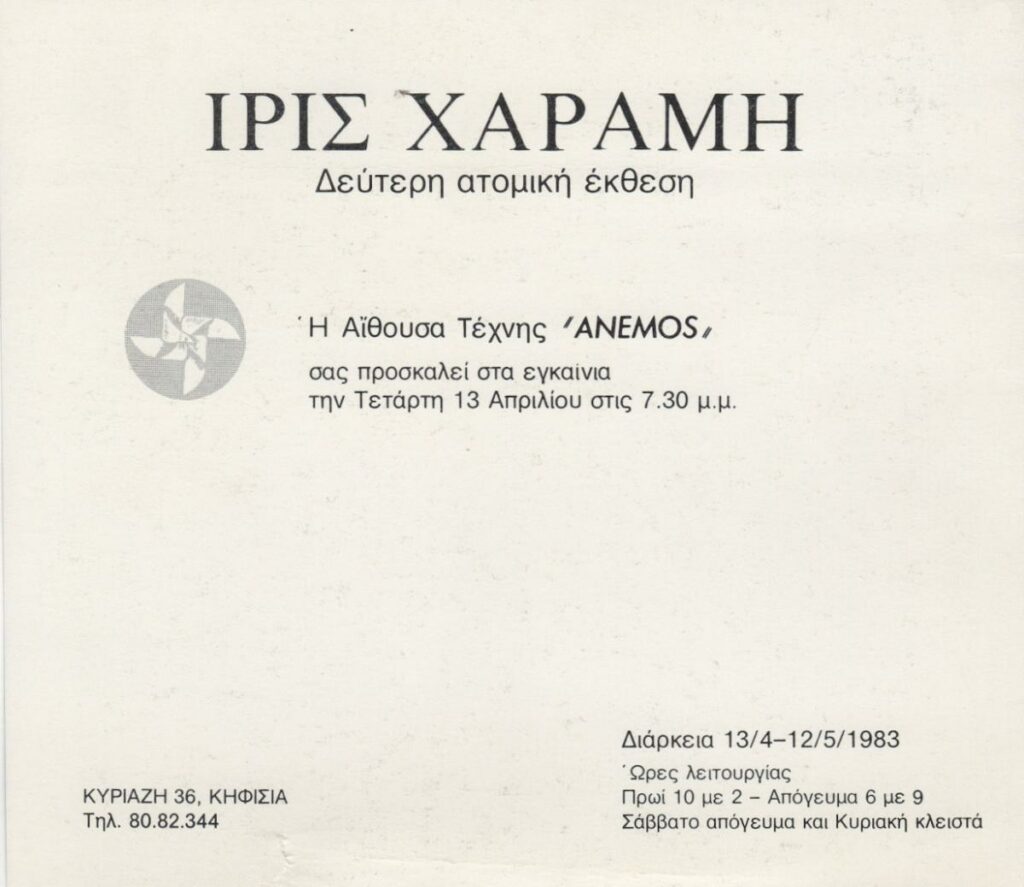 ΙΡΙΣ ΧΑΡΑΜΗ
Δεύτερη ατομική έκθεση
Ἡ Αἴθουσα Τέχνης "ANEMOS"
σας προσκαλεί στα εγκαίνια
την Τετάρτη 13 Απριλίου στις 7.30 μ.μ.
Διάρκεια 13/4–12/5/1983
Ὧρες λειτουργίας
Πρωί 10 με 2 – Απόγευμα 6 με 9
Σάββατο απόγευμα και Κυριακή κλειστά
ΚΥΡΙΑΖΗ 36, ΚΗΦΙΣΙΑ
Τηλ. 80.82.344